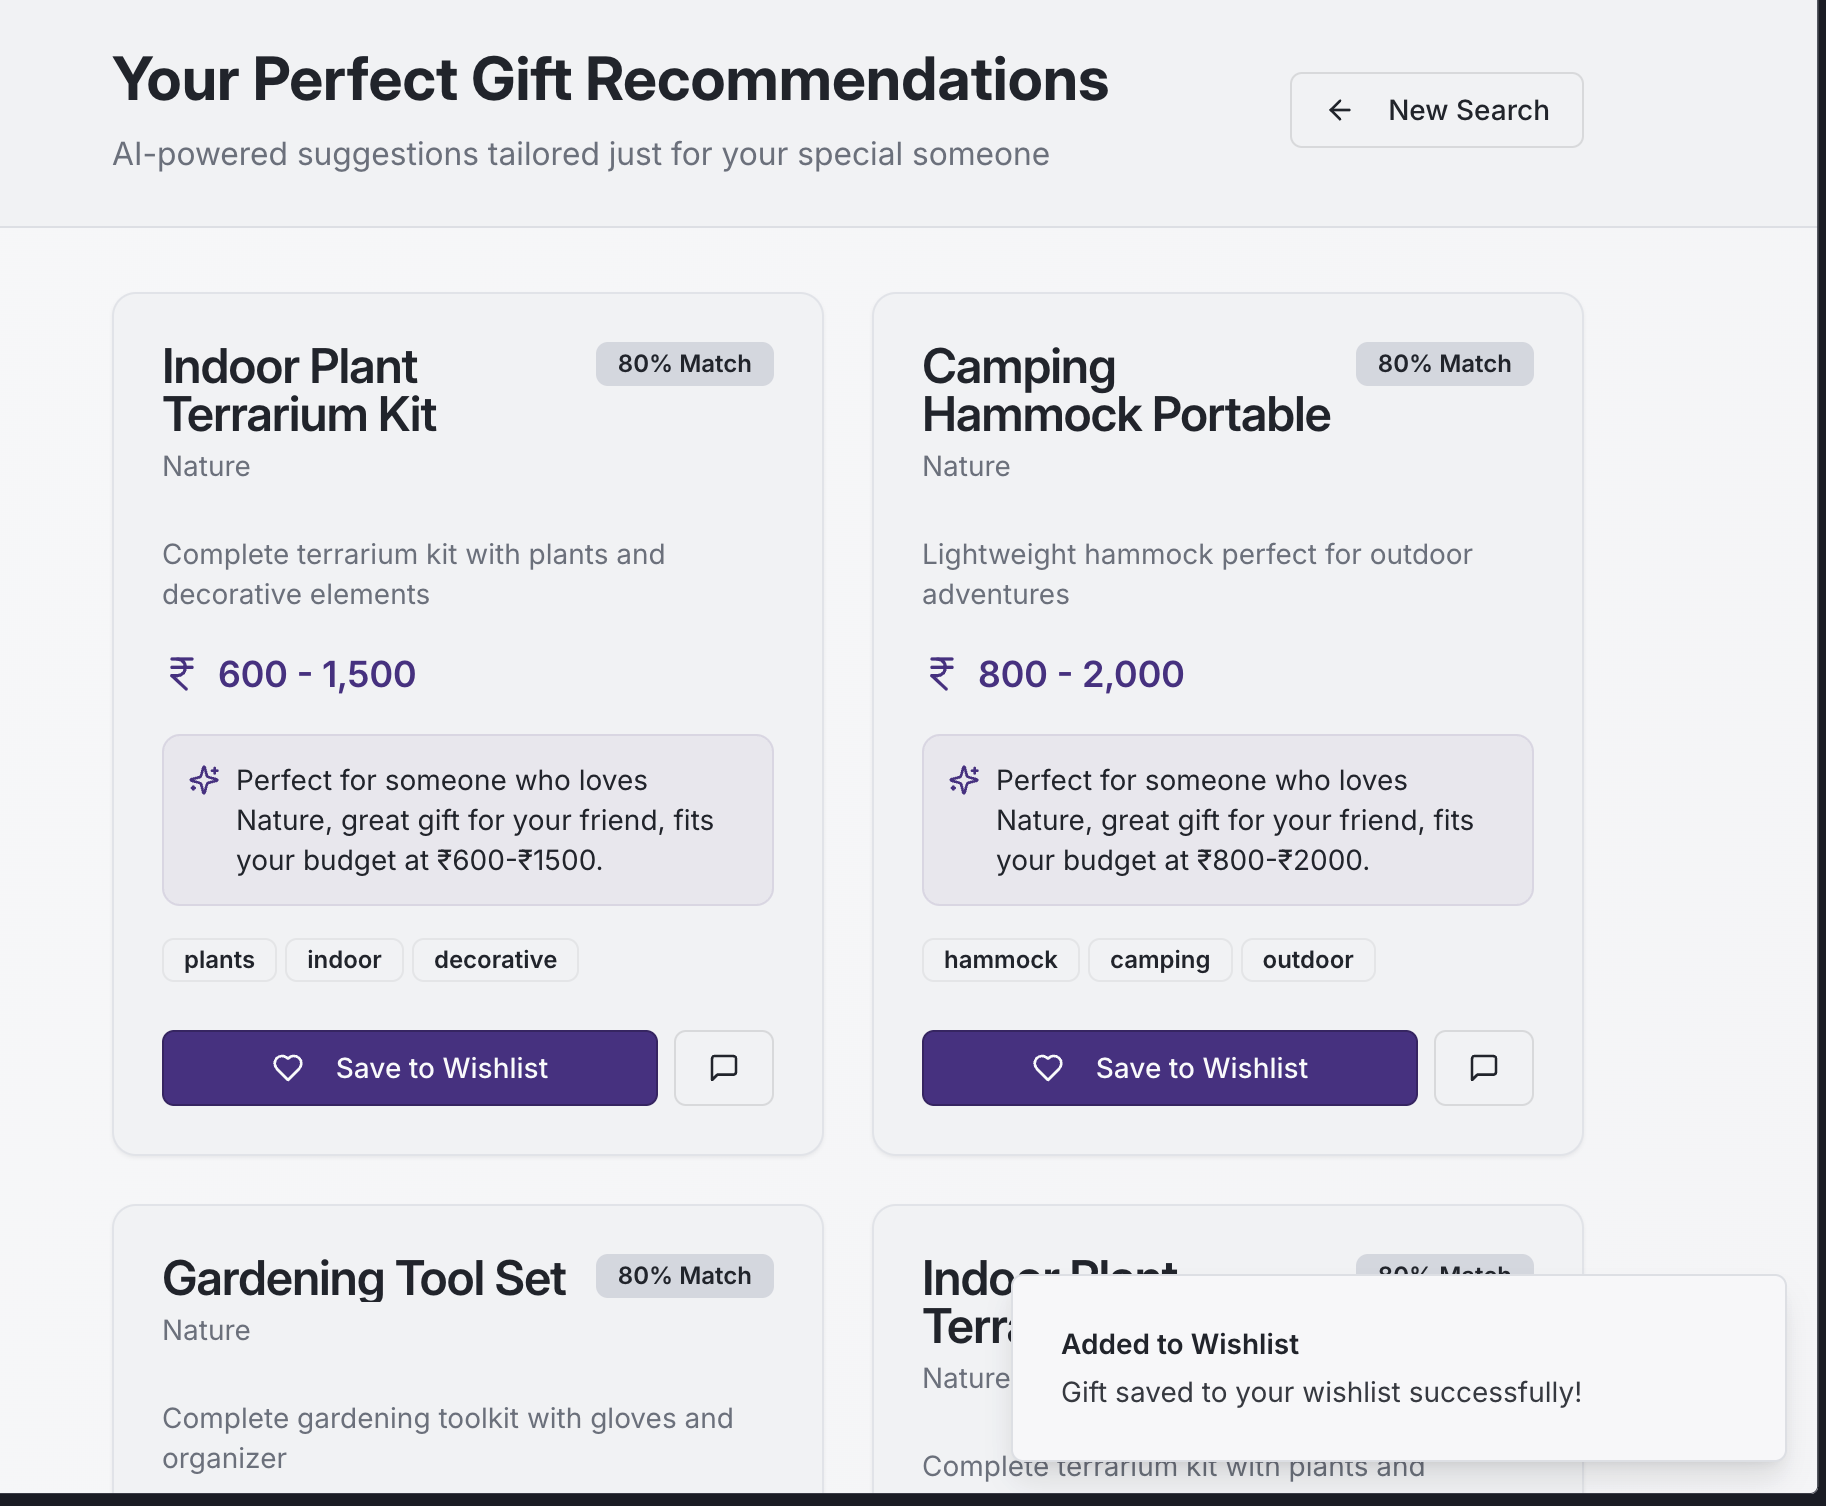 Your Perfect Gift Recommendations
AI-powered suggestions tailored just for your special someone
New Search
Indoor Plant
Terrarium Kit
80% Match
Nature
Complete terrarium kit with plants and
decorative elements
₹ 600 - 1,500
Perfect for someone who loves
Nature, great gift for your friend, fits
your budget at ₹600-₹1500.
plants indoor decorative
Save to Wishlist
Camping
Hammock Portable
80% Match
Nature
Lightweight hammock perfect for outdoor
adventures
₹ 800 - 2,000
Perfect for someone who loves
Nature, great gift for your friend, fits
your budget at ₹800-₹2000.
hammock camping outdoor
Save to Wishlist
Gardening Tool Set
80% Match
Nature
Complete gardening toolkit with gloves and
organizer
Indoor Plant
80% Match
Nature
Complete terrarium kit with plants and
Added to Wishlist
Gift saved to your wishlist successfully!